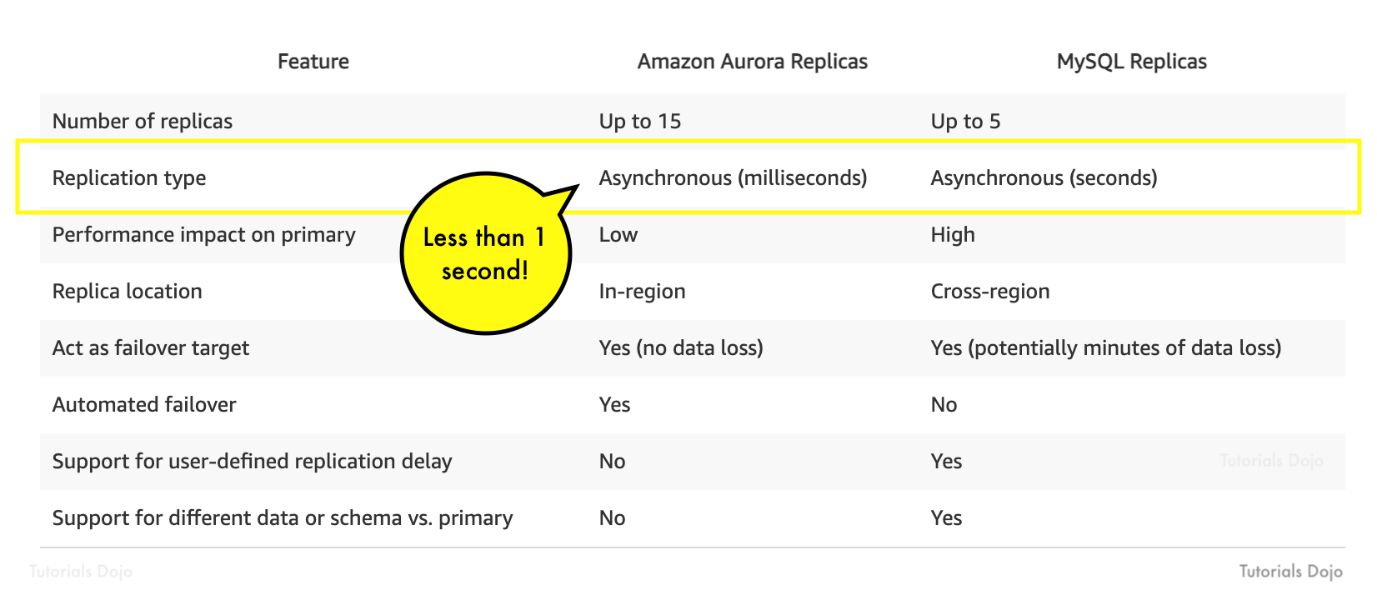 Feature Amazon Aurora Replicas MySQL Replicas
Number of replicas Up to 15 Up to 5
Replication type Asynchronous (milliseconds) Asynchronous (seconds)
Less than 1
second!
Performance impact on primary Low High
Replica location In-region Cross-region
Act as failover target Yes (no data loss) Yes (potentially minutes of data loss)
Automated failover Yes No
Support for user-defined replication delay No Yes
Tutorials Dojo
Support for different data or schema vs. primary No Yes
Tutorials Dojo
Tutorials Dojo